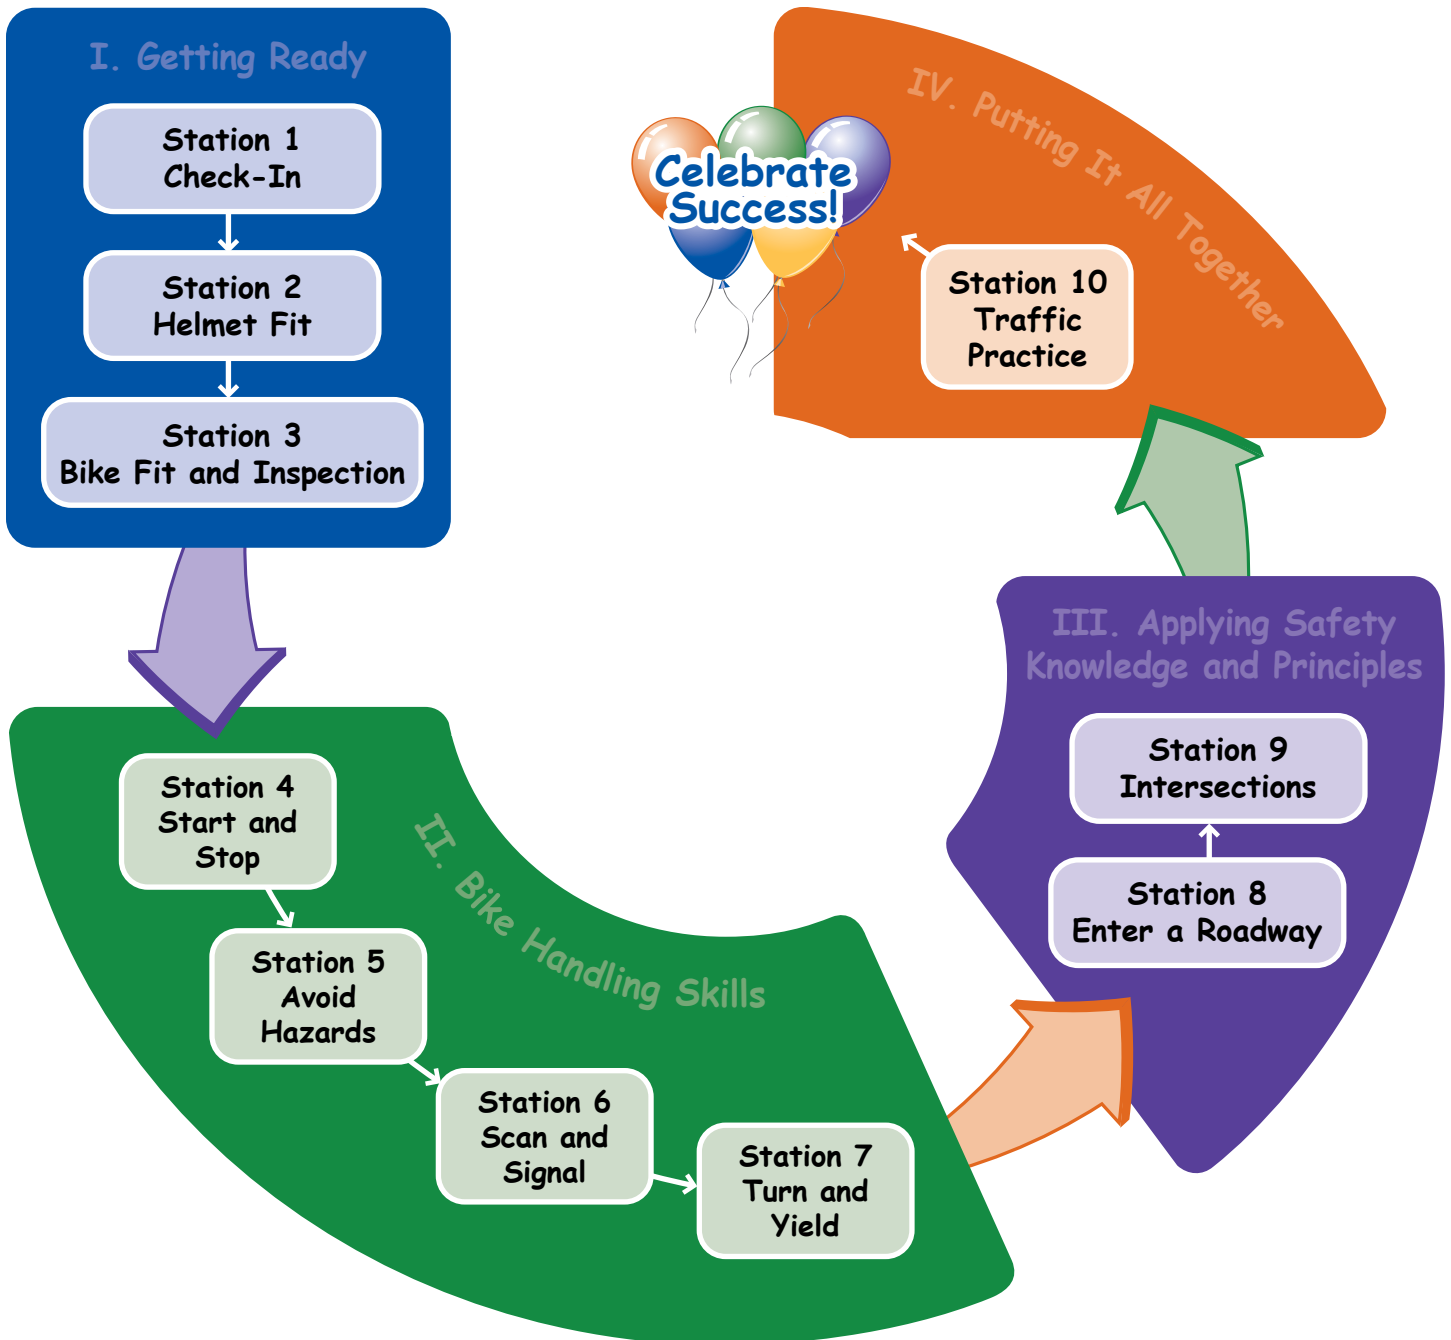 I. Getting Ready
Station 1
Check-In
Station 2
Helmet Fit
Station 3
Bike Fit and Inspection
II. Bike Handling Skills
Station 4
Start and
Stop
Station 5
Avoid
Hazards
Station 6
Scan and
Signal
Station 7
Turn and
Yield
III. Applying Safety
Knowledge and Principles
Station 8
Enter a Roadway
Station 9
Intersections
IV. Putting It All Together
Station 10
Traffic
Practice
Celebrate
Success!